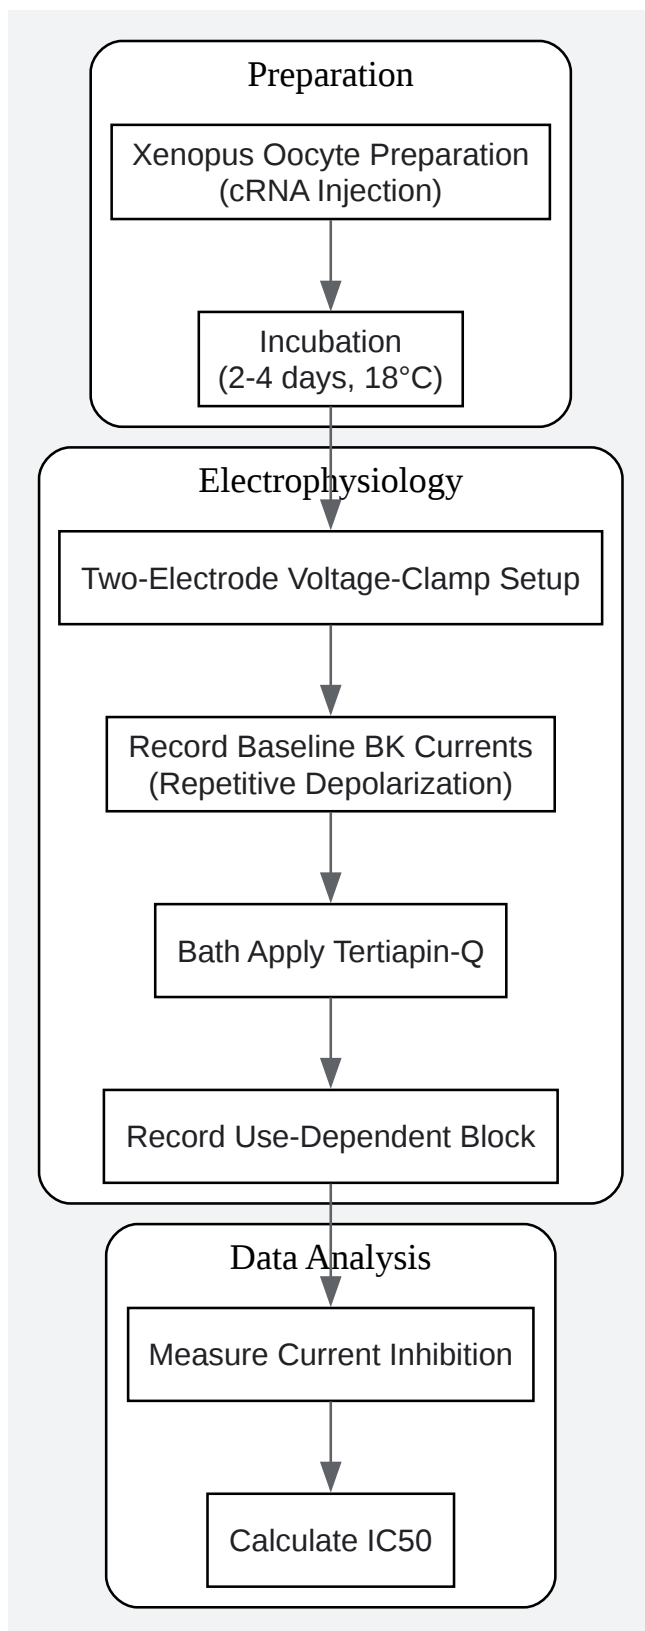 Preparation
Xenopus Oocyte Preparation
(cRNA Injection)
Incubation
(2-4 days, 18°C)
Electrophysiology
Two-Electrode Voltage-Clamp Setup
Record Baseline BK Currents
(Repetitive Depolarization)
Bath Apply Tertiapin-Q
Record Use-Dependent Block
Data Analysis
Measure Current Inhibition
Calculate IC50